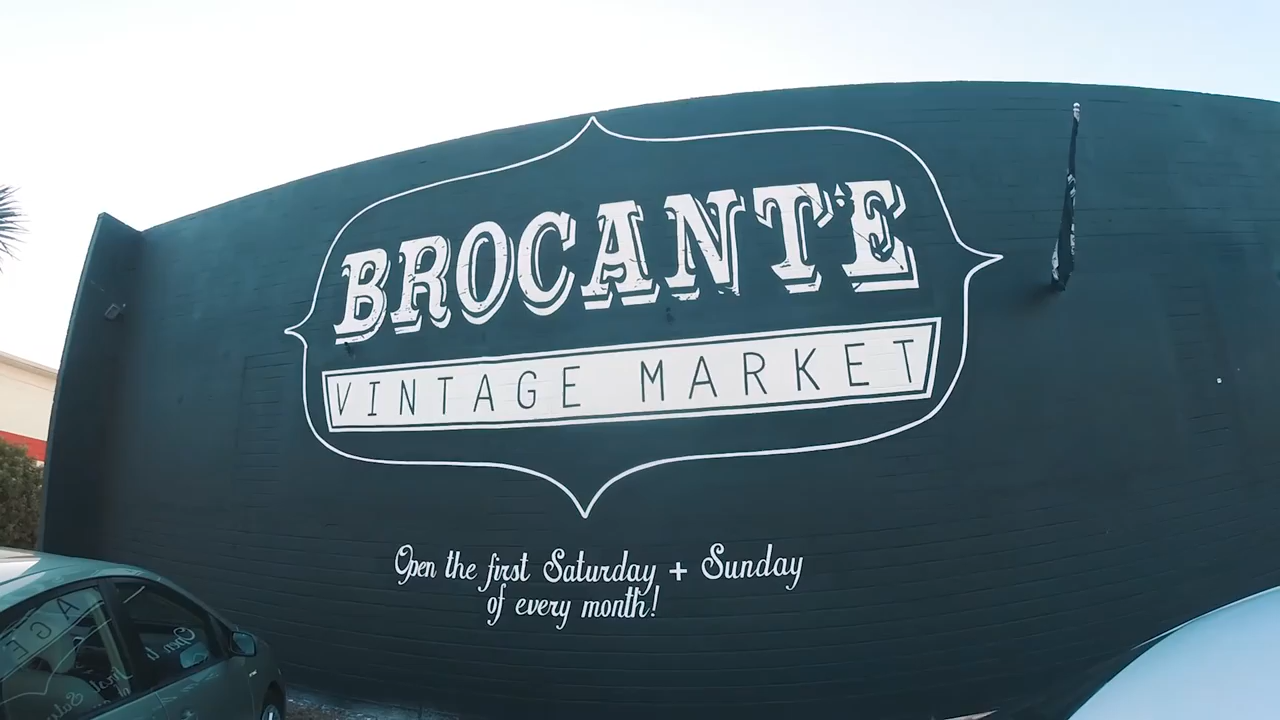 BROCANTE
VINTAGE MARKET
Open the first Saturday + Sunday
of every month!